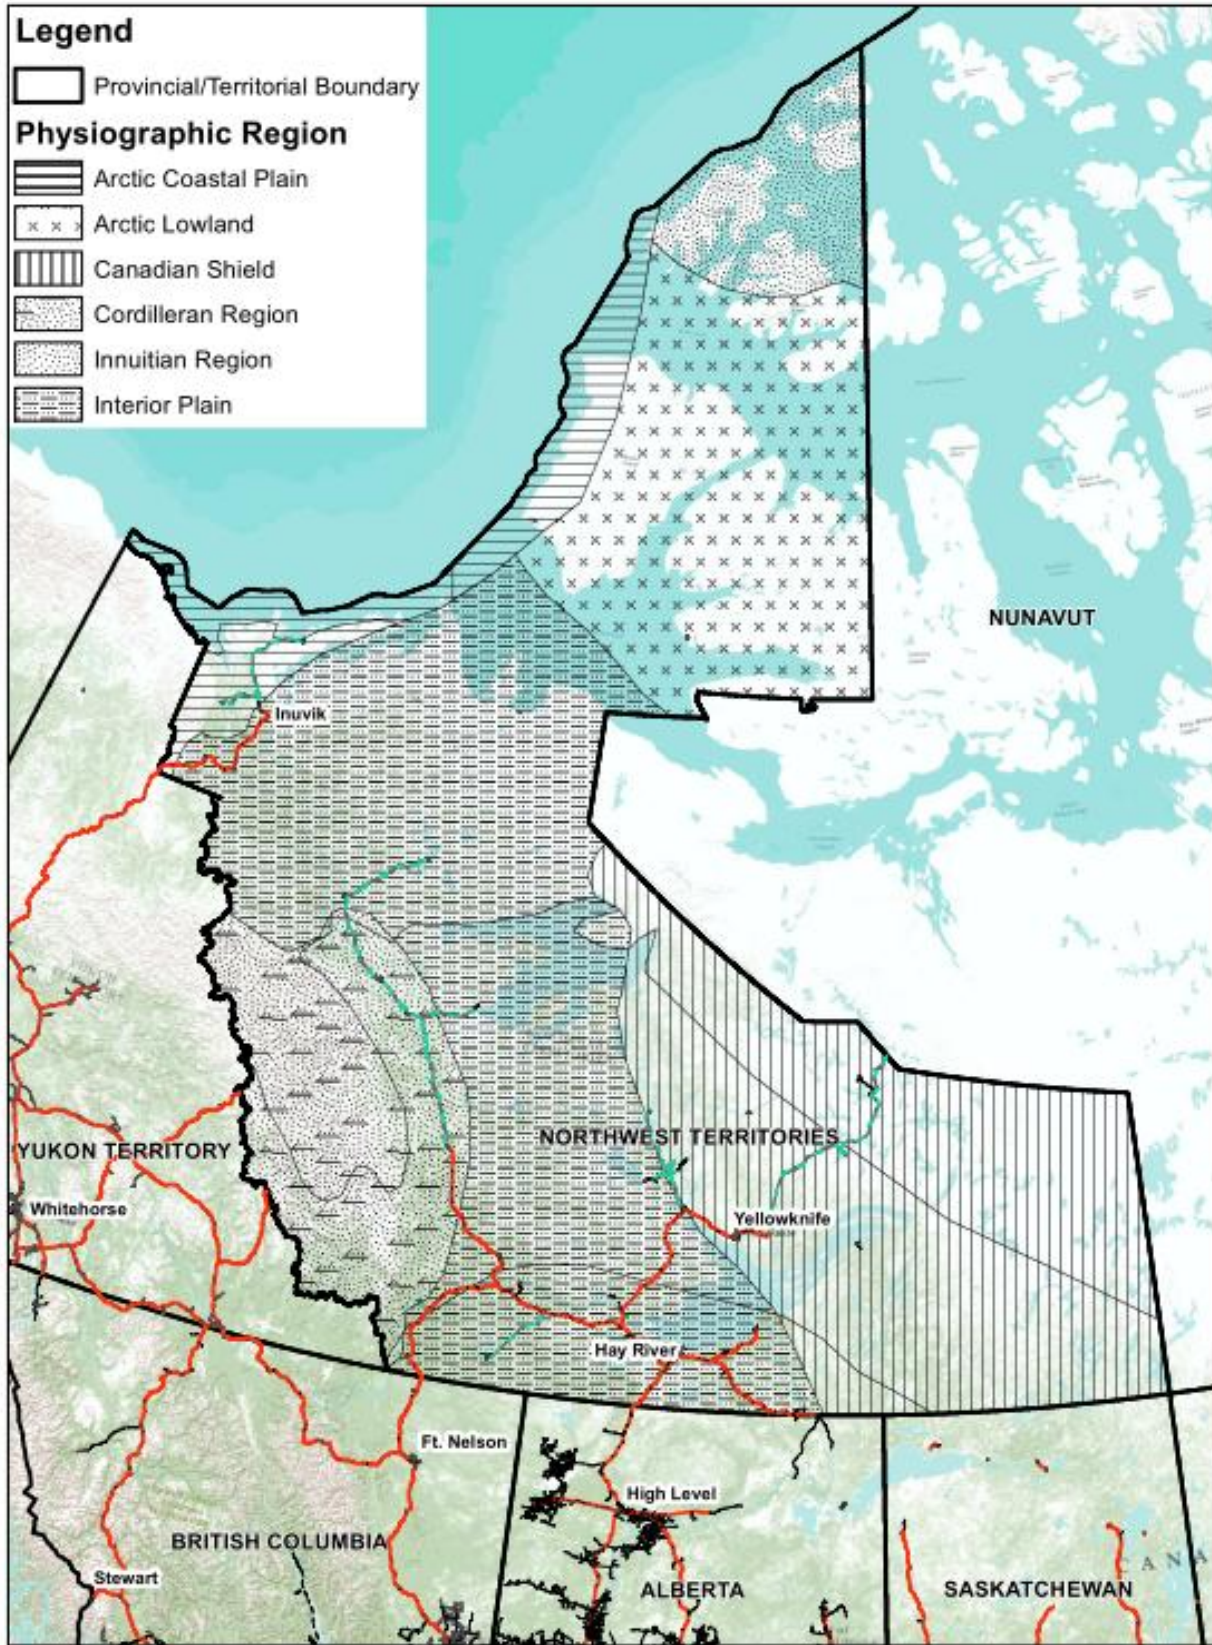 Legend
Provincial/Territorial Boundary
Physiographic Region
Arctic Coastal Plain
Arctic Lowland
Canadian Shield
Cordilleran Region
Innuitian Region
Interior Plain
NUNAVUT
Inuvik
NORTHWEST TERRITORIES
YUKON TERRITORY
Whitehorse
Yellowknife
Hay River
Ft. Nelson
High Level
BRITISH COLUMBIA
Stewart
ALBERTA
SASKATCHEWAN
C A N A